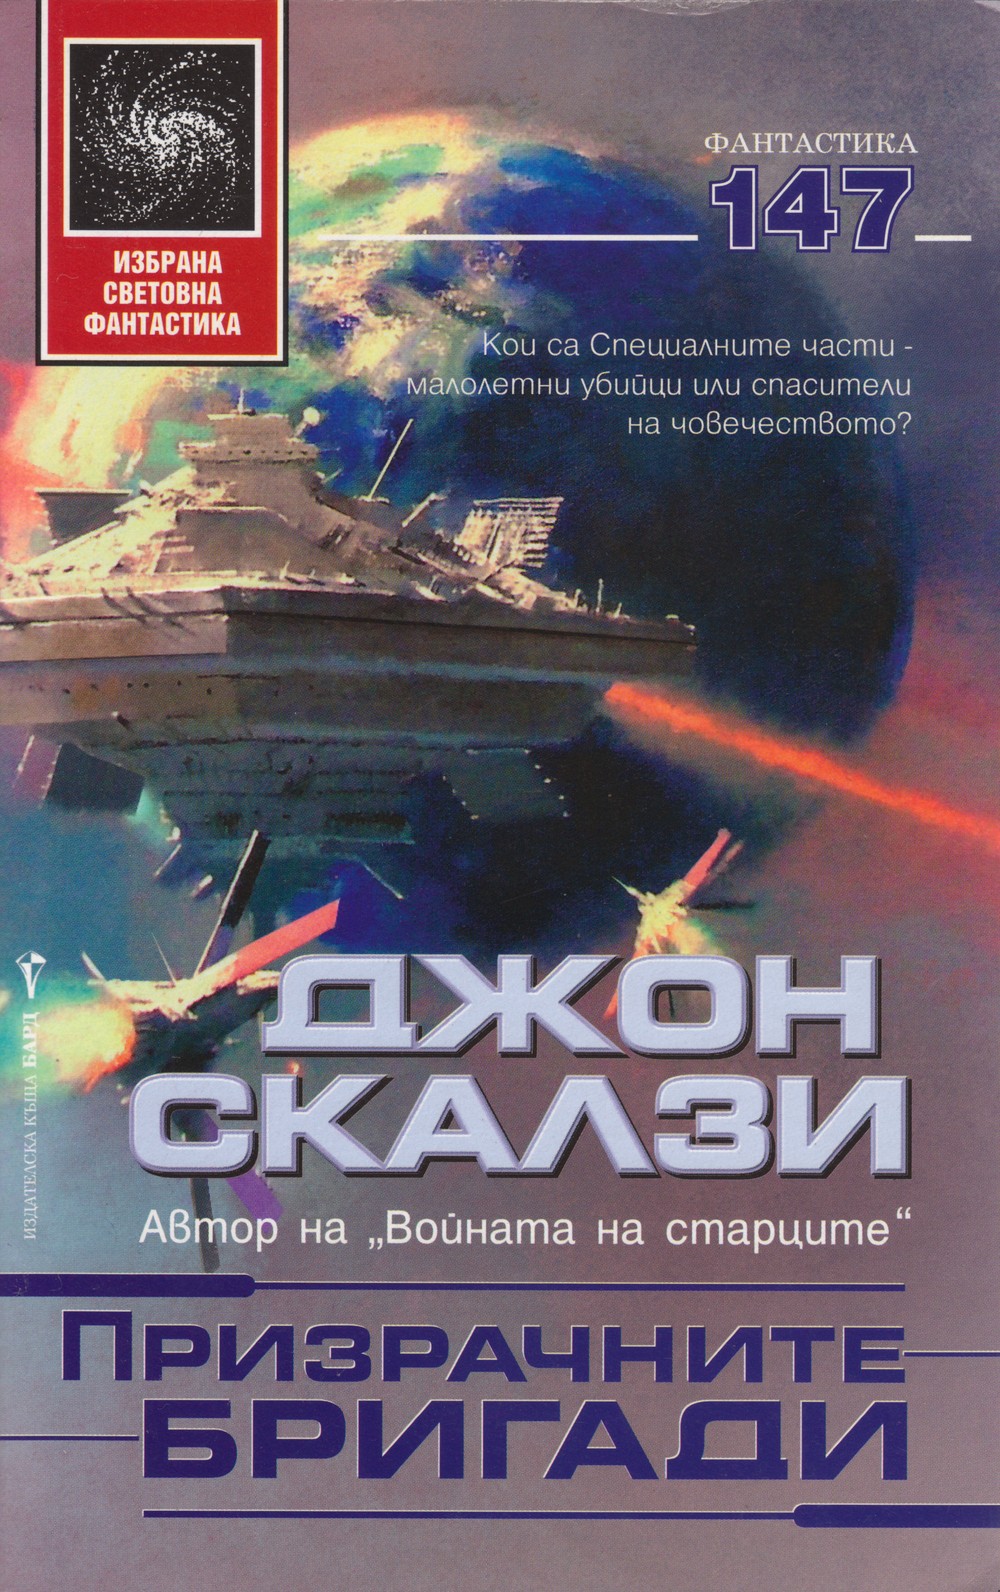 ИЗБРАНА
СВЕТОВНА
ФАНТАСТИКА
ФАНТАСТИКА
147
Кои са Специалните части -
малолетни убийци или спасители
на човечеството?
ИЗДАТЕЛСКА КЪЩА БАРД
ДЖОН
СКАЛЗИ
Автор на „Войната на старците“
ПРИЗРАЧНИТЕ
БРИГАДИ